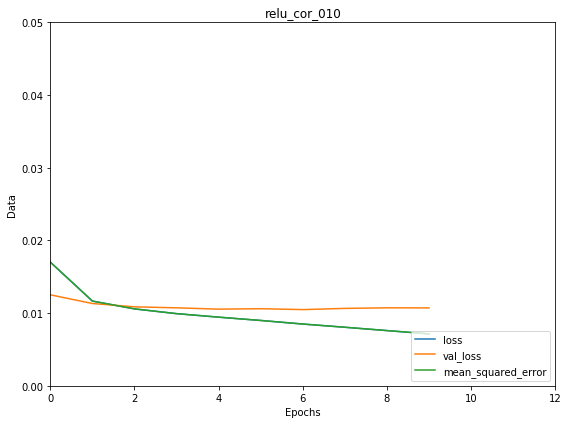 relu_cor_010
0.05
0.04
0.03
0.02
0.01
0.00
Data
0 2 4 6 8 10 12
Epochs
loss
val_loss
mean_squared_error